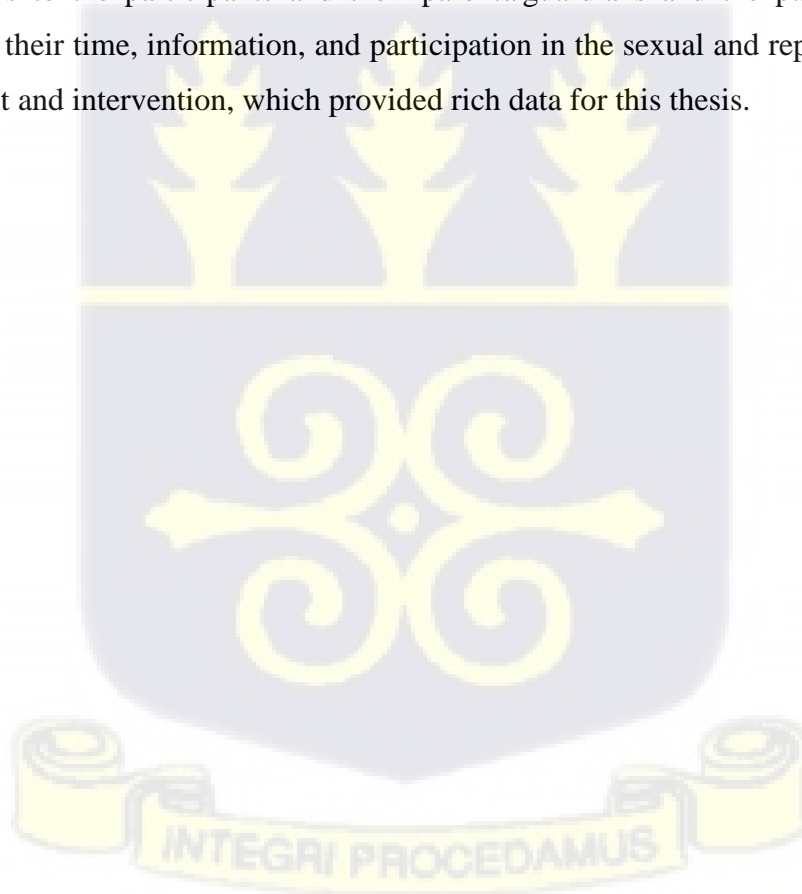 their time, information, and participation in the sexual and rep
t and intervention, which provided rich data for this thesis.
INTEGRI PROCEDAMUS